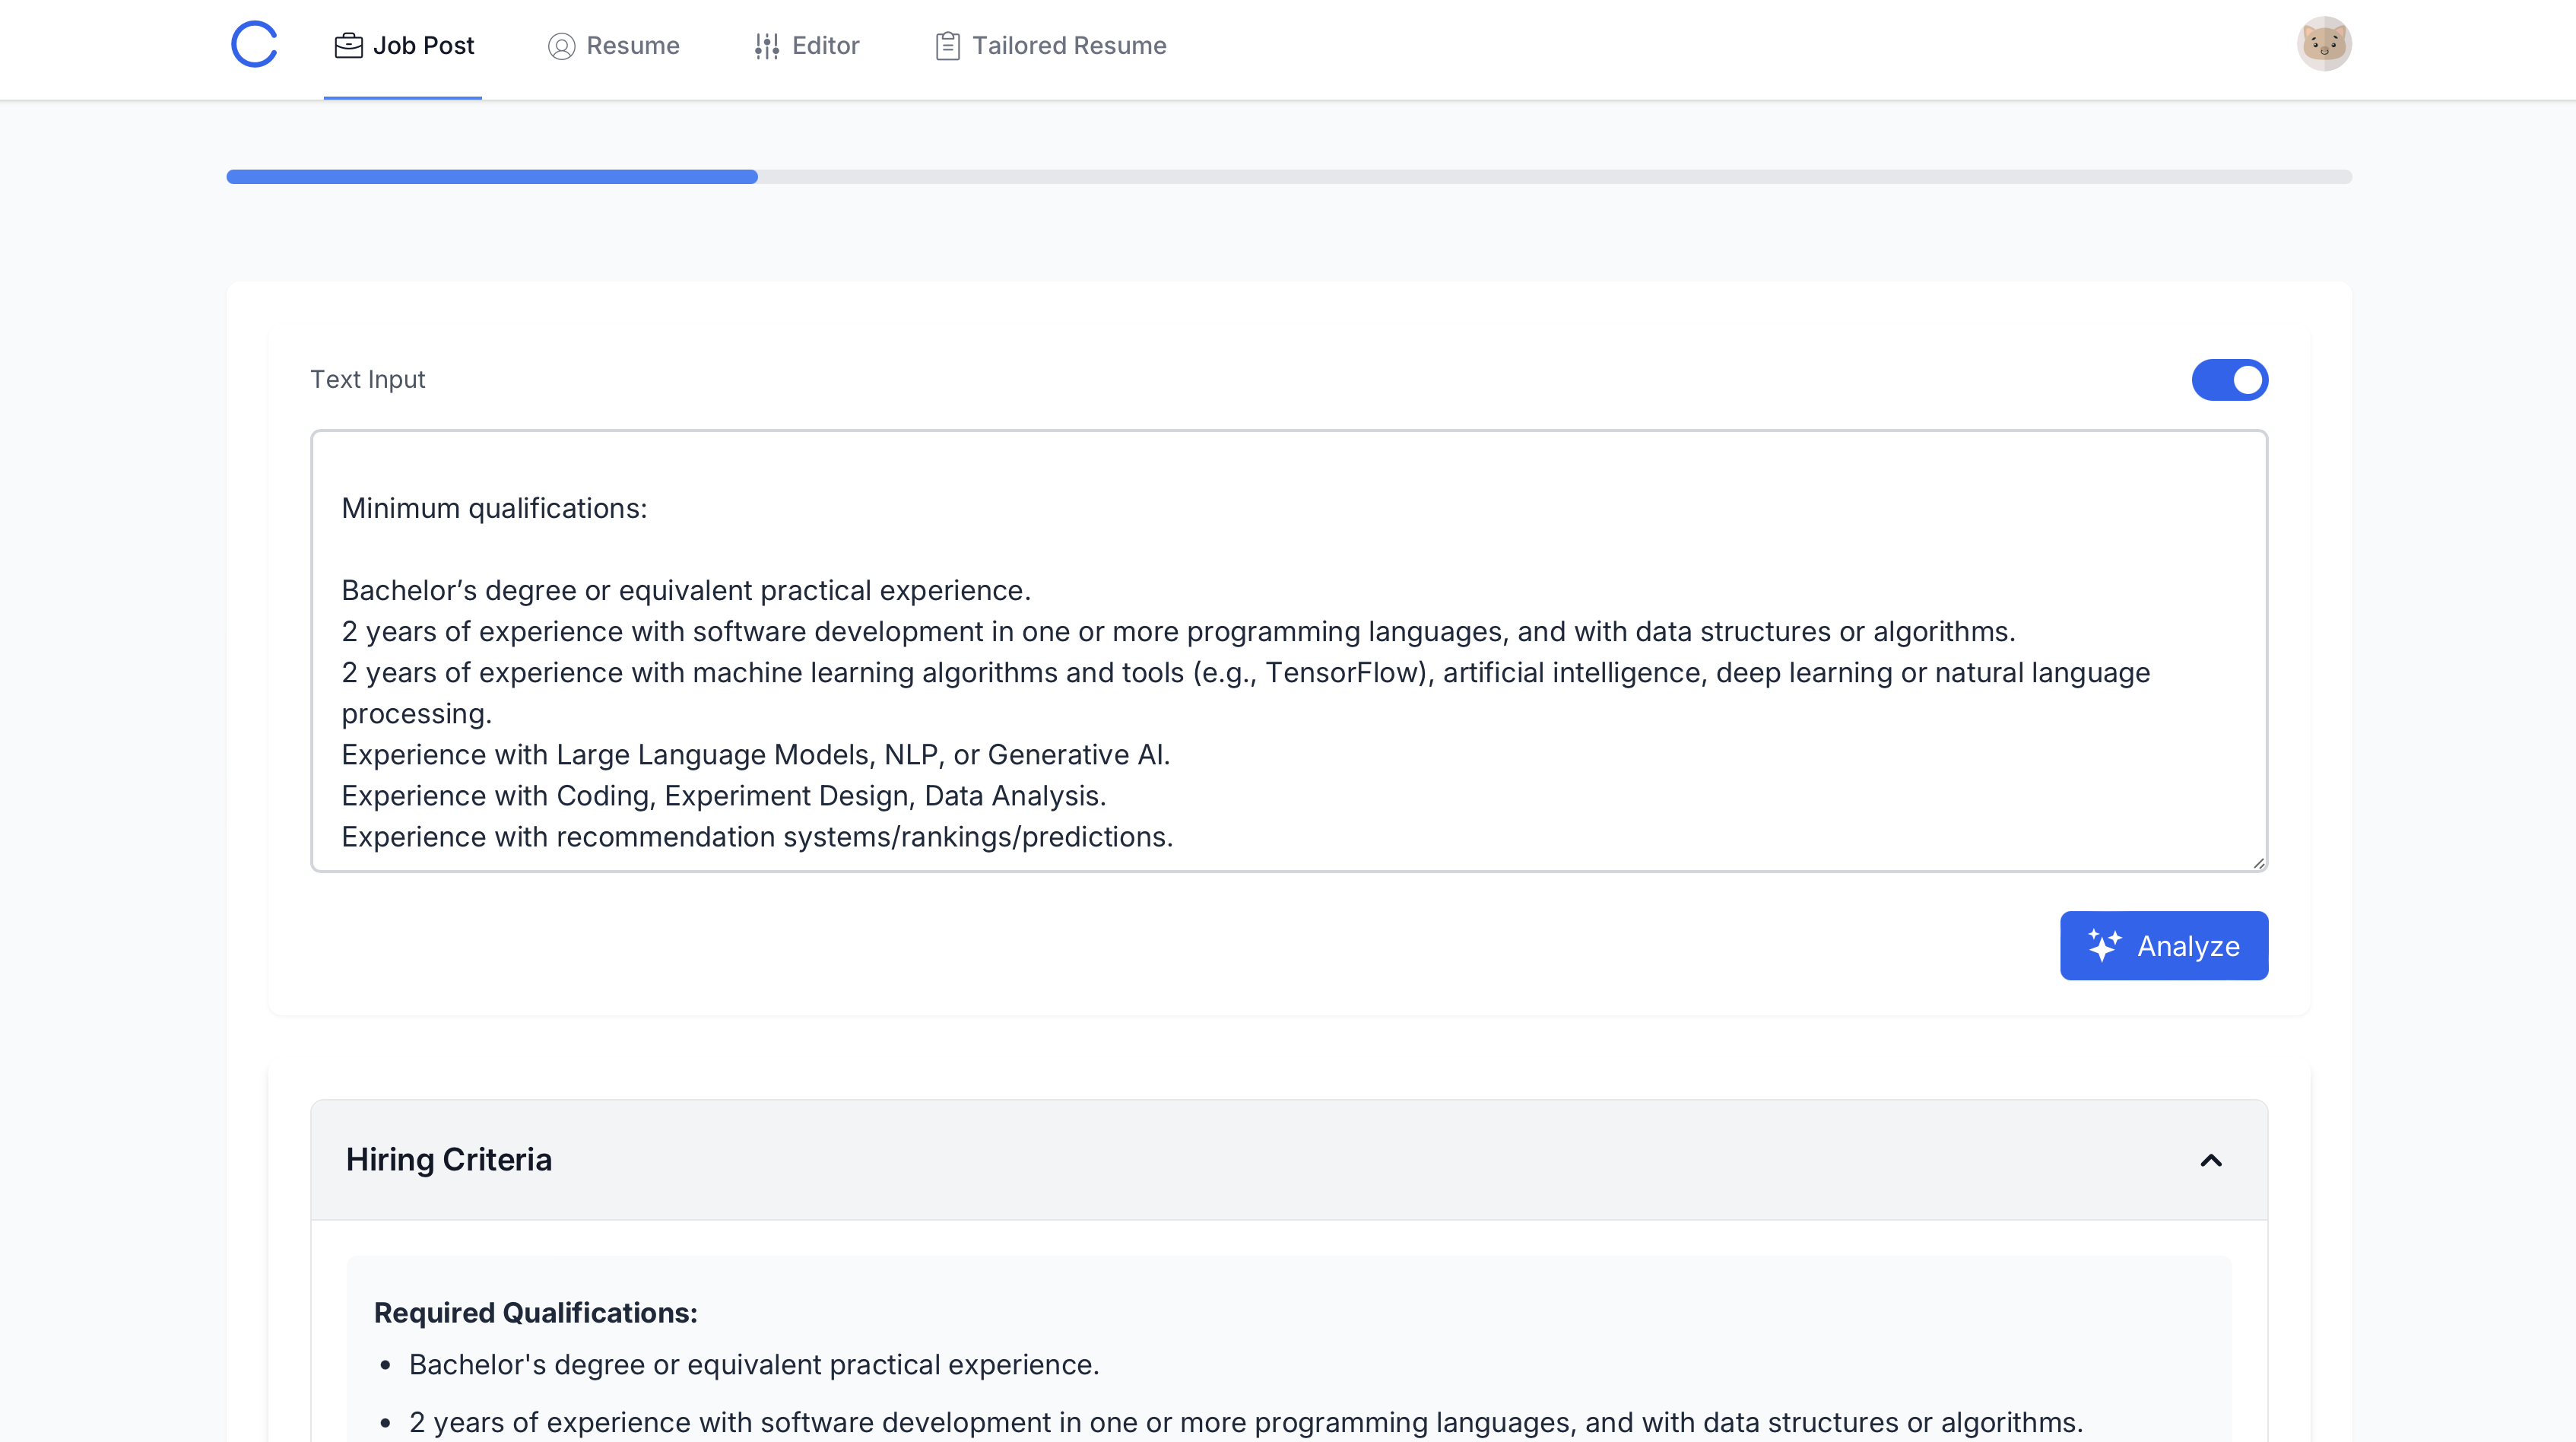 Job Post
Resume
Editor
Tailored Resume
Text Input
Minimum qualifications:
Bachelor’s degree or equivalent practical experience.
2 years of experience with software development in one or more programming languages, and with data structures or algorithms.
2 years of experience with machine learning algorithms and tools (e.g., TensorFlow), artificial intelligence, deep learning or natural language
processing.
Experience with Large Language Models, NLP, or Generative AI.
Experience with Coding, Experiment Design, Data Analysis.
Experience with recommendation systems/rankings/predictions.
Analyze
Hiring Criteria
Required Qualifications:
• Bachelor's degree or equivalent practical experience.
• 2 years of experience with software development in one or more programming languages, and with data structures or algorithms.